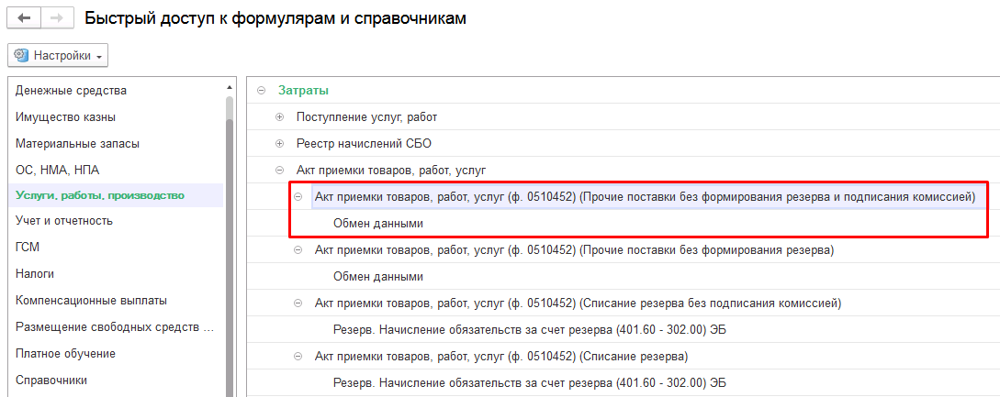 Быстрый доступ к формулярам и справочникам
Настройки
Денежные средства
Имущество казны
Материальные запасы
ОС, НМА, НПА
Услуги, работы, производство
Учет и отчетность
ГСМ
Налоги
Компенсационные выплаты
Размещение свободных средств ...
Платное обучение
Справочники
Затраты
Поступление услуг, работ
Реестр начислений СБО
Акт приемки товаров, работ, услуг
Акт приемки товаров, работ, услуг (ф. 0510452) (Прочие поставки без формирования резерва и подписания комиссией)
Обмен данными
Акт приемки товаров, работ, услуг (ф. 0510452) (Прочие поставки без формирования резерва)
Обмен данными
Акт приемки товаров, работ, услуг (ф. 0510452) (Списание резерва без подписания комиссией)
Резерв. Начисление обязательств за счет резерва (401.60 - 302.00) ЭБ
Акт приемки товаров, работ, услуг (ф. 0510452) (Списание резерва)
Резерв. Начисление обязательств за счет резерва (401.60 - 302.00) ЭБ